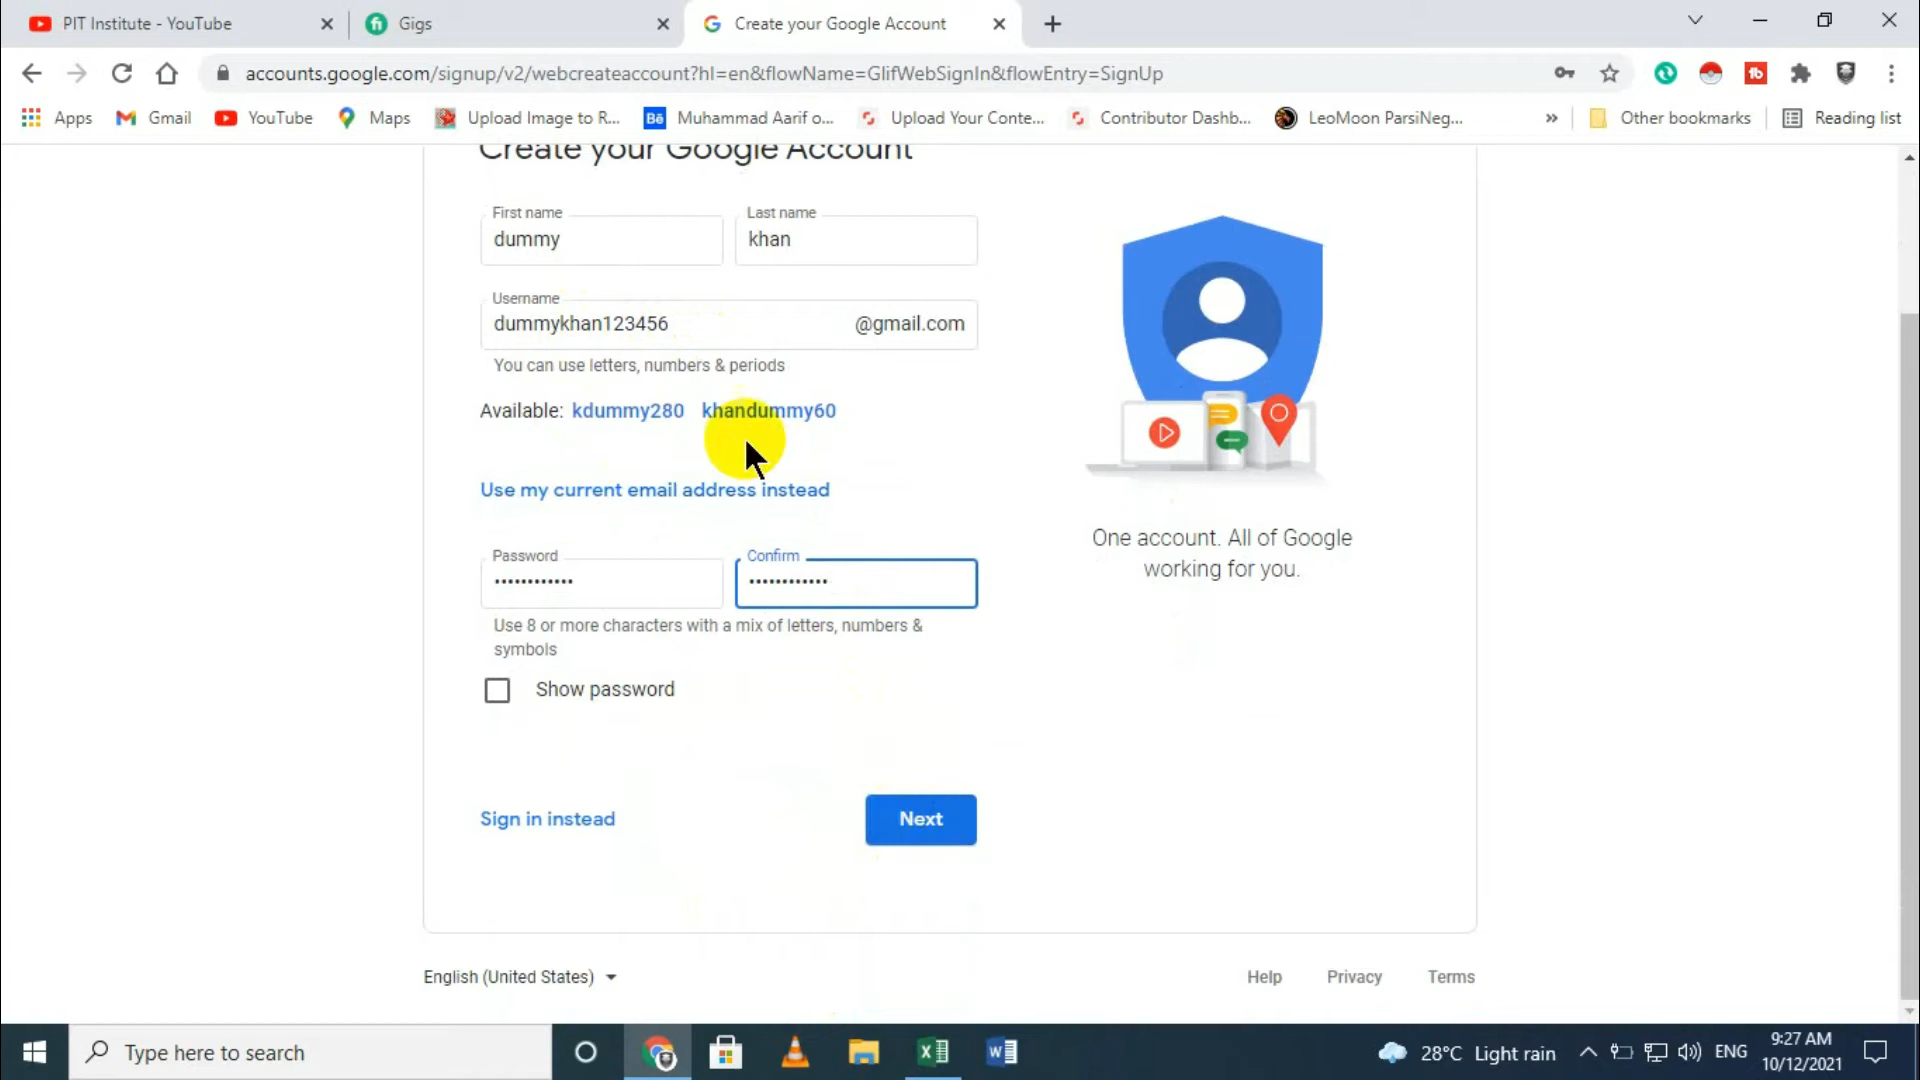 PIT Institute - YouTube
Gigs
Create your Google Account
accounts.google.com/signup/v2/webcreateaccount?hl=en&flowName=GlifWebSignIn&flowEntry=SignUp
Apps
Gmail
YouTube
Maps
Upload Image to R...
Bē
Muhammad Aarif o...
Upload Your Conte...
Contributor Dashb...
LeoMoon ParsiNeg...
»
Other bookmarks
Reading list
Create your Google Account
First name
dummy
Last name
khan
Username
dummykhan123456
@gmail.com
You can use letters, numbers & periods
Available: kdummy280 khandummy60
Use my current email address instead
Password
••••••••••••
Confirm
••••••••••••
Use 8 or more characters with a mix of letters, numbers &
symbols
Show password
Sign in instead
Next
One account. All of Google
working for you.
English (United States)
Help
Privacy
Terms
Type here to search
28°C Light rain
ENG
9:27 AM
10/12/2021